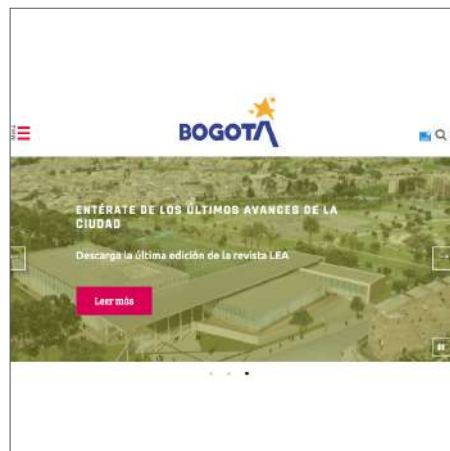 Menú
BOGOTÁ
ENTÉRATE DE LOS ÚLTIMOS AVANCES DE LA
CIUDAD
Descarga la última edición de la revista LEA
Leer más